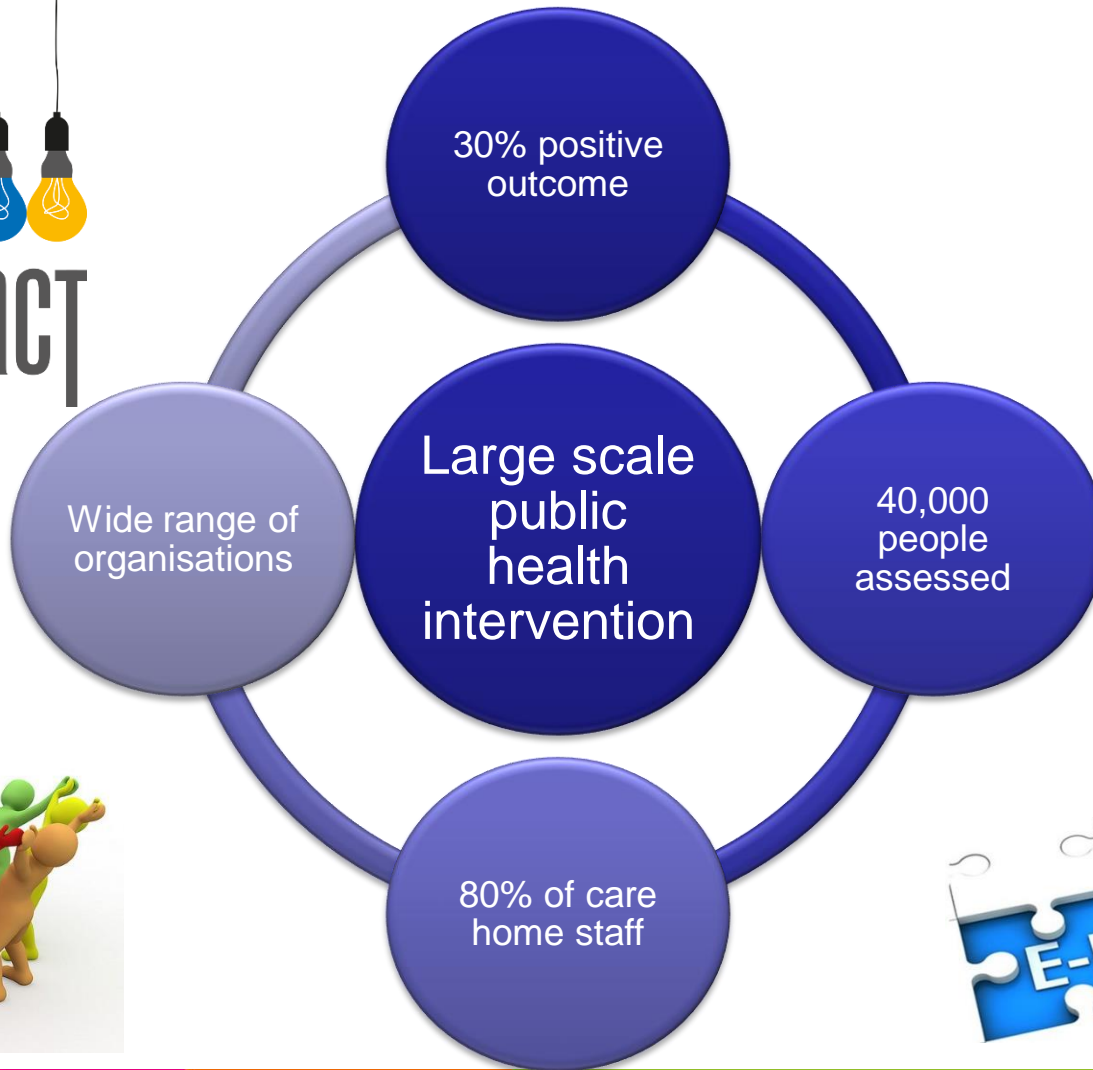 30% positive
outcome
Wide range of
organisations
Large scale
public
health
intervention
40,000
people
assessed
80% of care
home staff